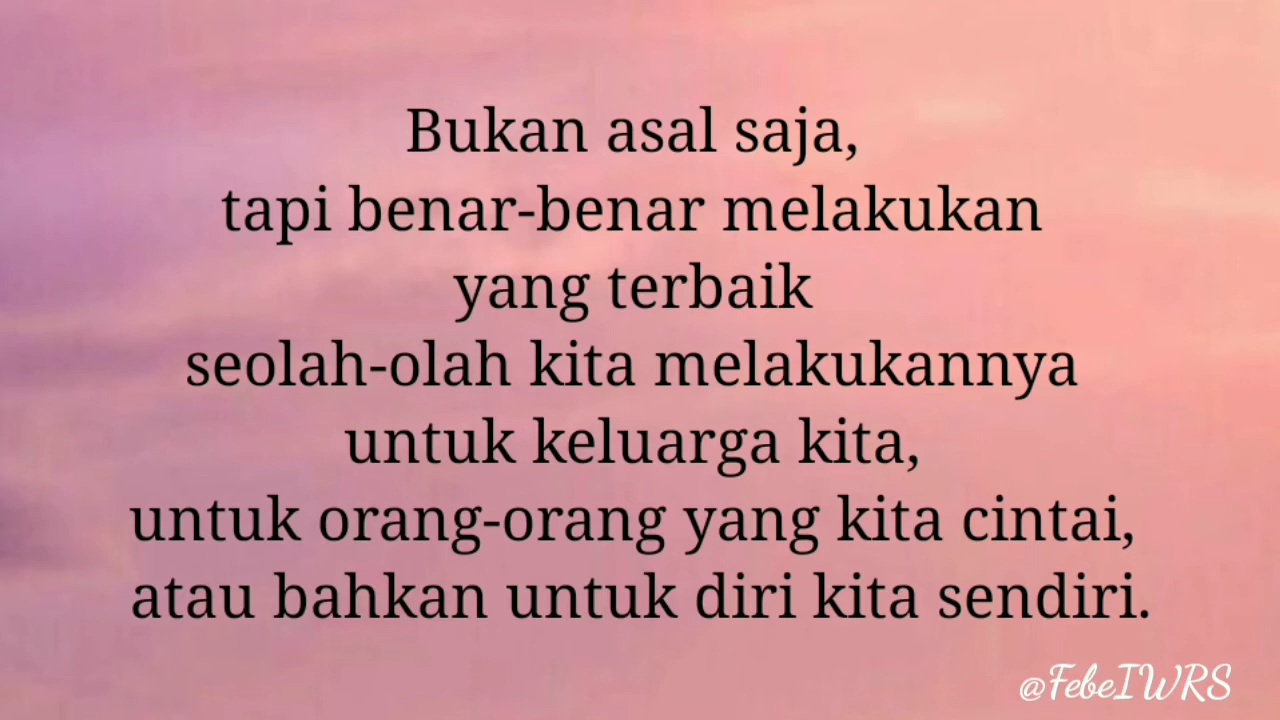 Bukan asal saja,
tapi benar-benar melakukan
yang terbaik
seolah-olah kita melakukannya
untuk keluarga kita,
untuk orang-orang yang kita cintai,
atau bahkan untuk diri kita sendiri.
@FebeIWRS